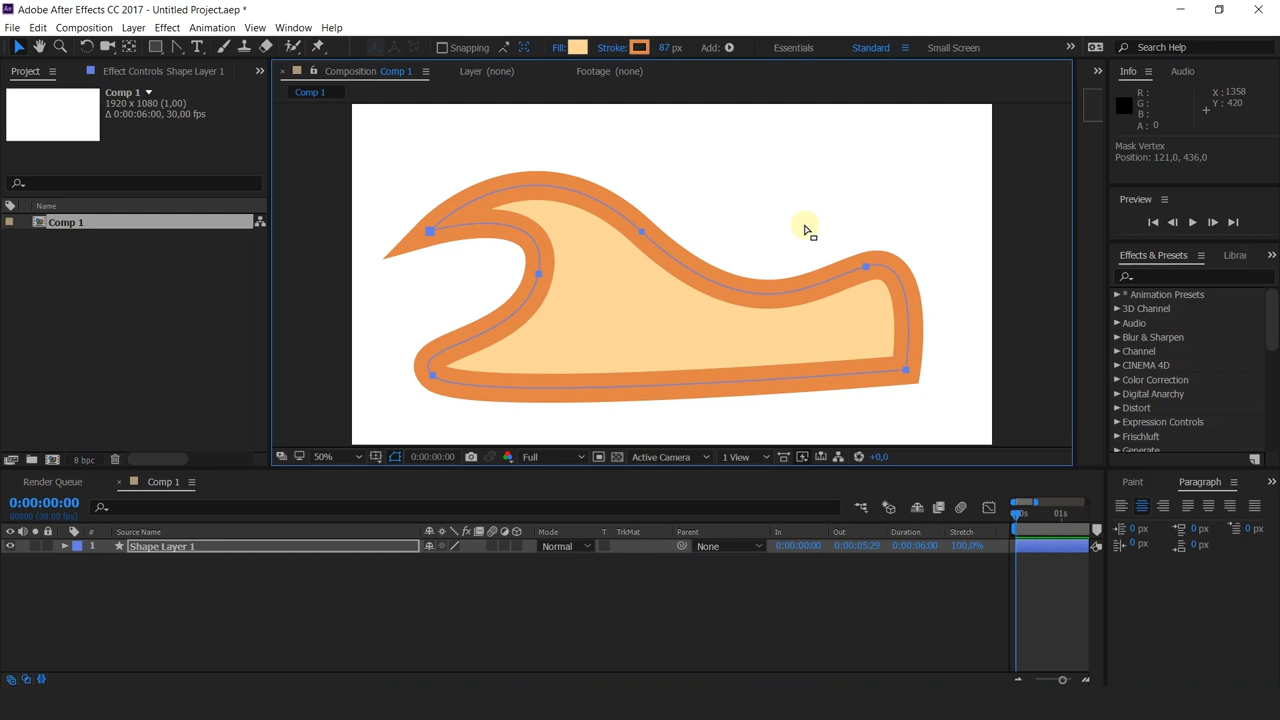 Adobe After Effects CC 2017 - Untitled Project.aep *
File Edit Composition Layer Effect Animation View Window Help
Snapping Fill: Stroke: 87 px Add: Essentials Standard Small Screen Search Help
Project Effect Controls Shape Layer 1 Composition Comp 1 Layer (none) Footage (none) Info Audio
Comp 1
1920 x 1080 (1,00)
Δ 0:00:06:00, 30,00 fps
Comp 1
R : X : 1358
G : Y : 420
B :
A : 0
Mask Vertex
Position: 121,0, 436,0
Preview
Name
Comp 1
Effects & Presets Librar
* Animation Presets
3D Channel
Audio
Blur & Sharpen
Channel
CINEMA 4D
Color Correction
Digital Anarchy
Distort
Expression Controls
Frischluft
Generate
8 bpc 50% 0:00:00:00 Full Active Camera 1 View +0,0
Render Queue Comp 1 Paint Paragraph
0:00:00:00
00000 (30.00 fps)
0s 01s
# Source Name Mode T TrkMat Parent In Out Duration Stretch
1 Shape Layer 1 Normal None 0:00:00:00 0:00:05:29 0:00:06:00 100,0%
0 px 0 px 0 px
0 px 0 px